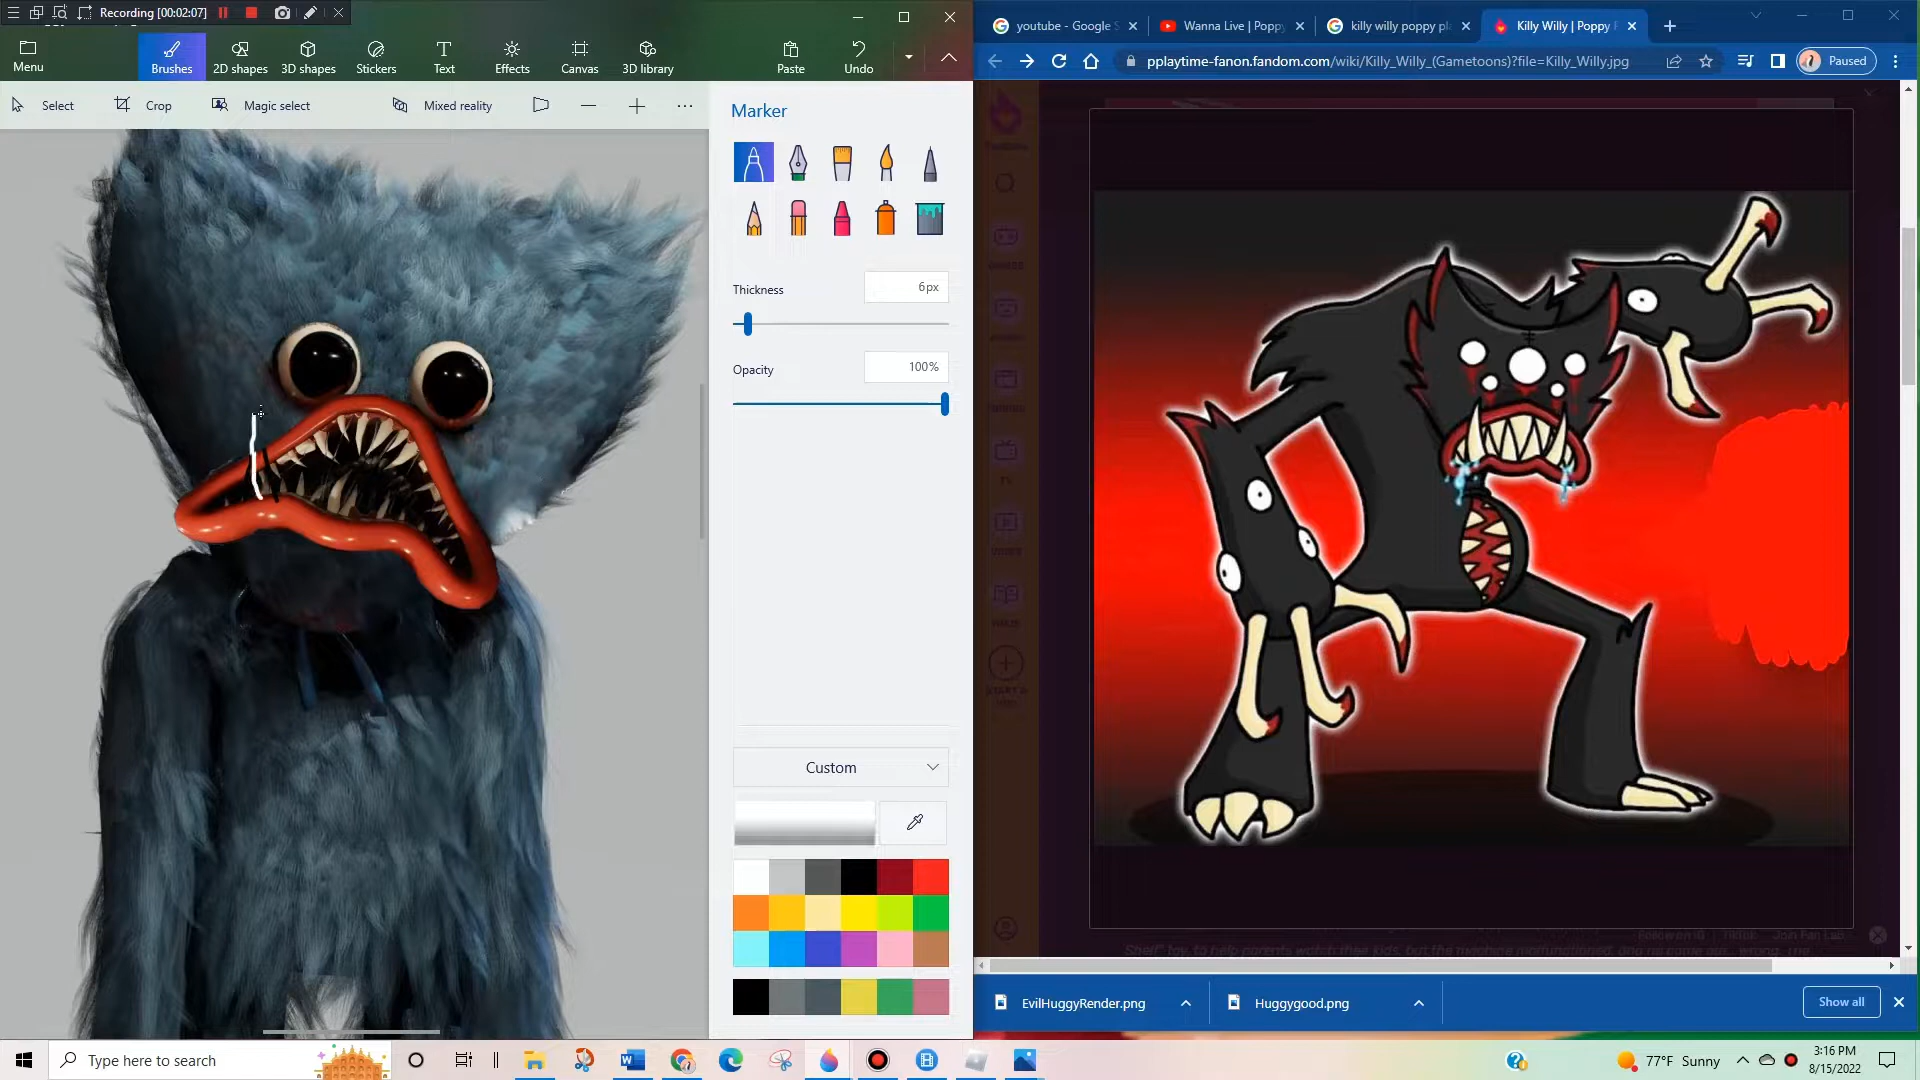 Recording [00:02:07]
Menu
Brushes
2D shapes
3D shapes
Stickers
Text
Effects
Canvas
3D library
Paste
Undo
Select
Crop
Magic select
Mixed reality
Marker
Thickness
6px
Opacity
100%
Custom
youtube - Google S
Wanna Live | Poppy
killy willy poppy pl
Killy Willy | Poppy
pplaytime-fanon.fandom.com/wiki/Killy_Willy_(Gametoons)?file=Killy_Willy.jpg
Paused
EvilHuggyRender.png
Huggygood.png
Show all
Type here to search
77°F Sunny
3:16 PM
8/15/2022